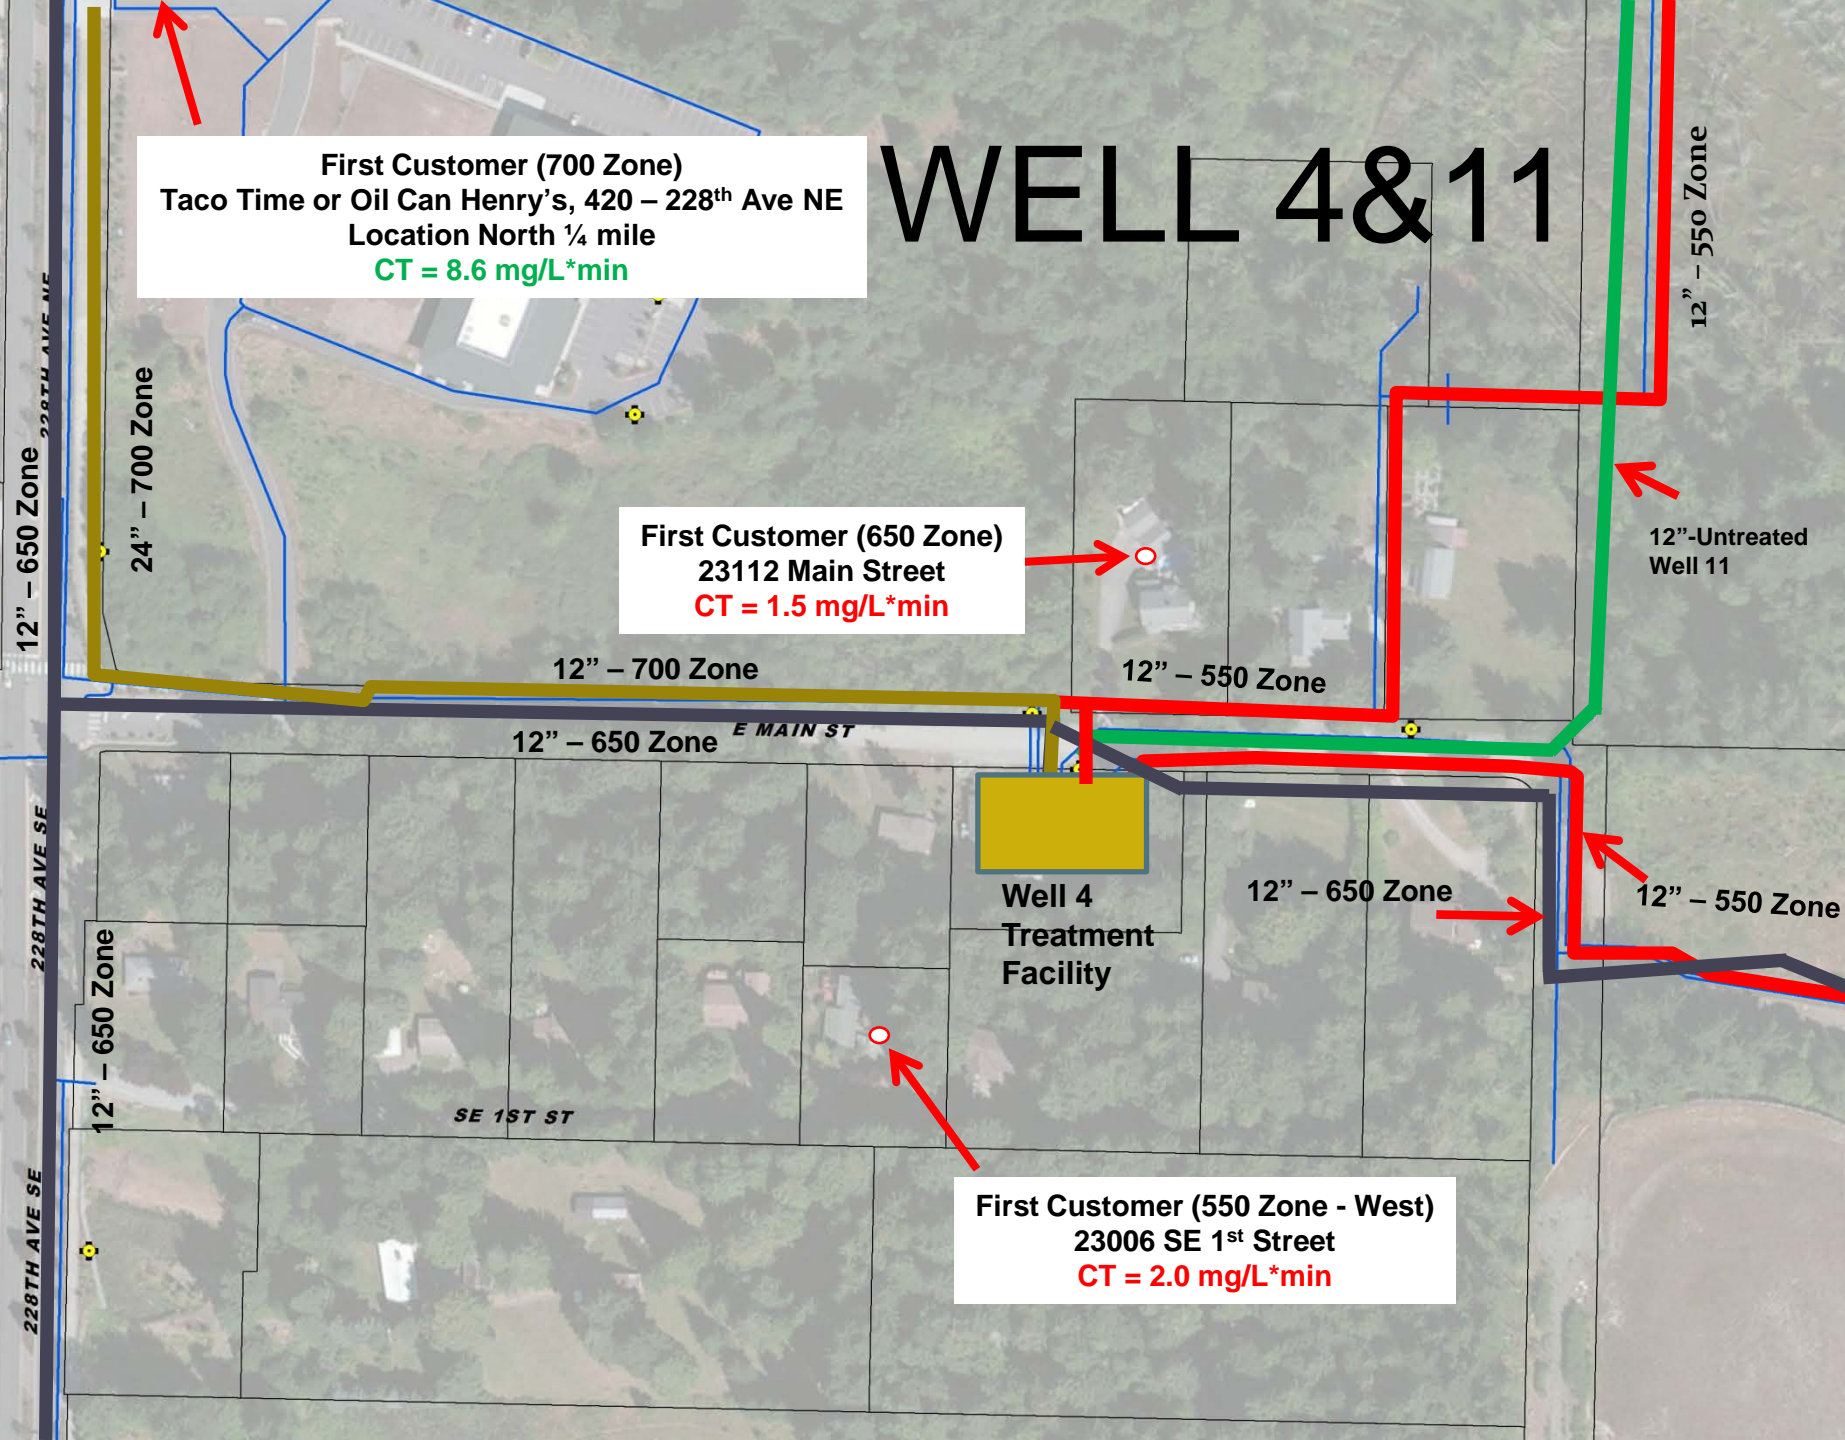 First Customer (700 Zone)
Taco Time or Oil Can Henry’s, 420 – 228th Ave NE
Location North ¼ mile
CT = 8.6 mg/L*min
WELL 4&11
12” – 550 Zone
228TH AVE NE
24” – 700 Zone
12” – 650 Zone
First Customer (650 Zone)
23112 Main Street
CT = 1.5 mg/L*min
12”-Untreated
Well 11
12” – 700 Zone
12” – 550 Zone
E MAIN ST
12” – 650 Zone
228TH AVE SE
Well 4
Treatment
Facility
12” – 650 Zone
12” – 550 Zone
12” – 650 Zone
SE 1ST ST
228TH AVE SE
First Customer (550 Zone - West)
23006 SE 1st Street
CT = 2.0 mg/L*min